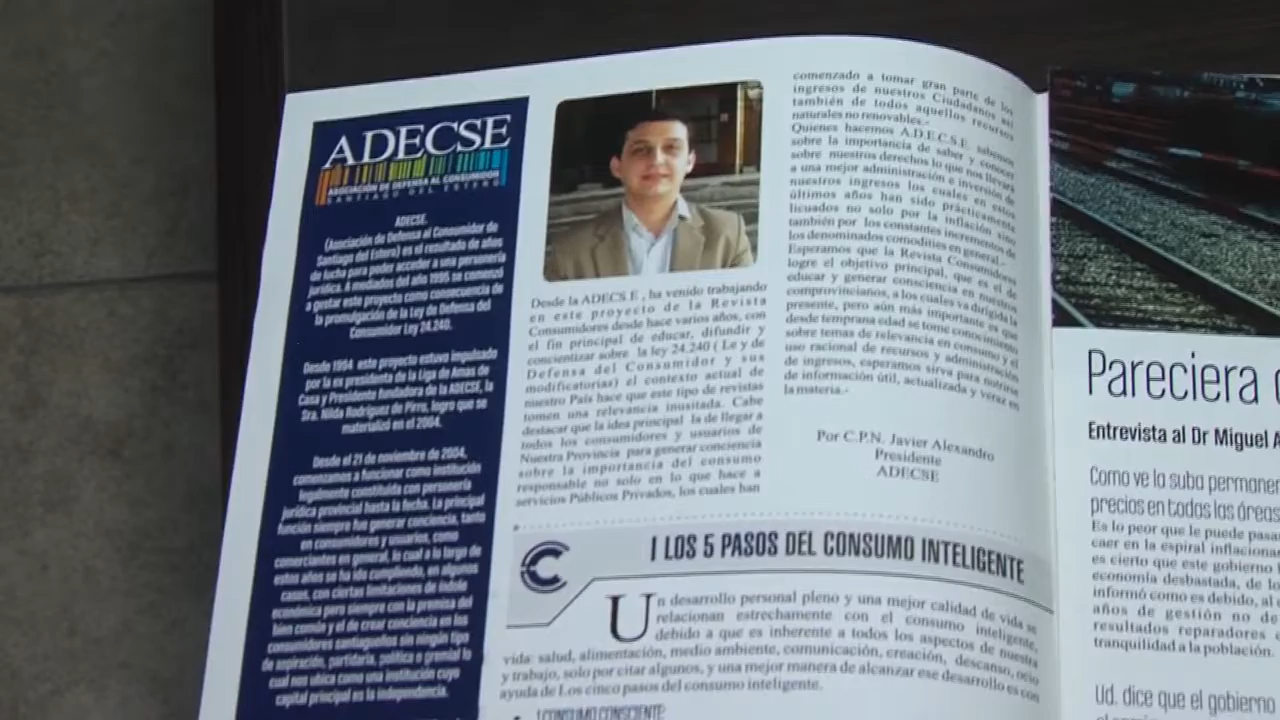 ADECSE
ASOCIACIÓN DE DEFENSA AL CONSUMIDOR
SANTIAGO DEL ESTERO
ADECSE.
(Asociación de Defensa al Consumidor de
Santiago del Estero) es el resultado de años
de lucha para poder acceder a una personería
jurídica. A mediados del año 1995 se comenzó
a gestar este proyecto como consecuencia de
la promulgación de la Ley de Defensa del
Consumidor Ley 24.240.
Desde 1994 este proyecto estuvo impulsado
por la ex presidenta de la Liga de Amas de
Casa y Presidente fundadora de la ADECSE, la
Sra. Nilda Rodríguez de Pirro, logro que se
materializó en el 2004.
Desde el 21 de noviembre de 2004,
comenzamos a funcionar como institución
legalmente constituida con personería
jurídica provincial hasta la fecha. La principal
función siempre fue generar conciencia, tanto
en consumidores y usuarios, como
comerciantes en general, lo cual a lo largo de
estos años se ha ido cumpliendo, en algunos
casos, con ciertas limitaciones de índole
económica pero siempre con la premisa del
bien común y el de crear conciencia en los
consumidores santiagueños sin ningún tipo
de aspiración, partidaria, política o gremial lo
cual nos ubica como una institución cuyo
capital principal es la independencia.
Desde la ADECS.E , ha venido trabajando
en este proyecto de la Revista
Consumidores desde hace varios años, con
el fin principal de educar, difundir y
concientizar sobre la ley 24.240 ( Le y de
Defensa del Consumidor y sus
modificatorias) el contexto actual de
nuestro País hace que este tipo de revistas
tomen una relevancia inusitada. Cabe
destacar que la idea principal la de llegar a
todos los consumidores y usuarios de
Nuestra Provincia para generar conciencia
sobre la importancia del consumo
responsable no solo en lo que hace a
servicios Públicos Privados, los cuales han
comenzado a tomar gran parte de los
ingresos de nuestros Ciudadanos así
también de todos aquellos recursos
naturales no renovables.-
Quienes hacemos A.D.E.C.S.E. sabemos
sobre la importancia de saber y conocer
sobre nuestros derechos lo que nos llevará
a una mejor administración e inversión de
nuestros ingresos los cuales en estos
últimos años han sido prácticamente
licuados no solo por la inflación sino
también por los constantes incrementos de
los denominados comodities en general.-
Esperamos que la Revista Consumidores
logre el objetivo principal, que es el de
educar y generar consciencia en nuestros
comprovincianos, a los cuales va dirigida la
presente, pero aún más importante es que
desde temprana edad se tome conocimiento
sobre temas de relevancia en consumo y el
uso racional de recursos y administración
de ingresos, esperamos sirva para nutrirse
de información útil, actualizada y veraz en
la materia.-
Por C.P.N. Javier Alexandro
Presidente
ADECSE
I LOS 5 PASOS DEL CONSUMO INTELIGENTE
Un desarrollo personal pleno y una mejor calidad de vida se
relacionan estrechamente con el consumo inteligente,
debido a que es inherente a todos los aspectos de nuestra
vida: salud, alimentación, medio ambiente, comunicación, creación, descanso, ocio
y trabajo, solo por citar algunos, y una mejor manera de alcanzar ese desarrollo es con
ayuda de Los cinco pasos del consumo inteligente.
CONSUMO CONSCIENTE
Pareciera
Entrevista al Dr Miguel A
Como ve la suba permanen
precios en todas las áreas
Es lo peor que le puede pasar
caer en la espiral inflacionar
es cierto que este gobierno
economía desbastada, de lo
informó como es debido, al
años de gestión no de
resultados reparadores
tranquilidad a la población.
Ud. dice que el gobierno